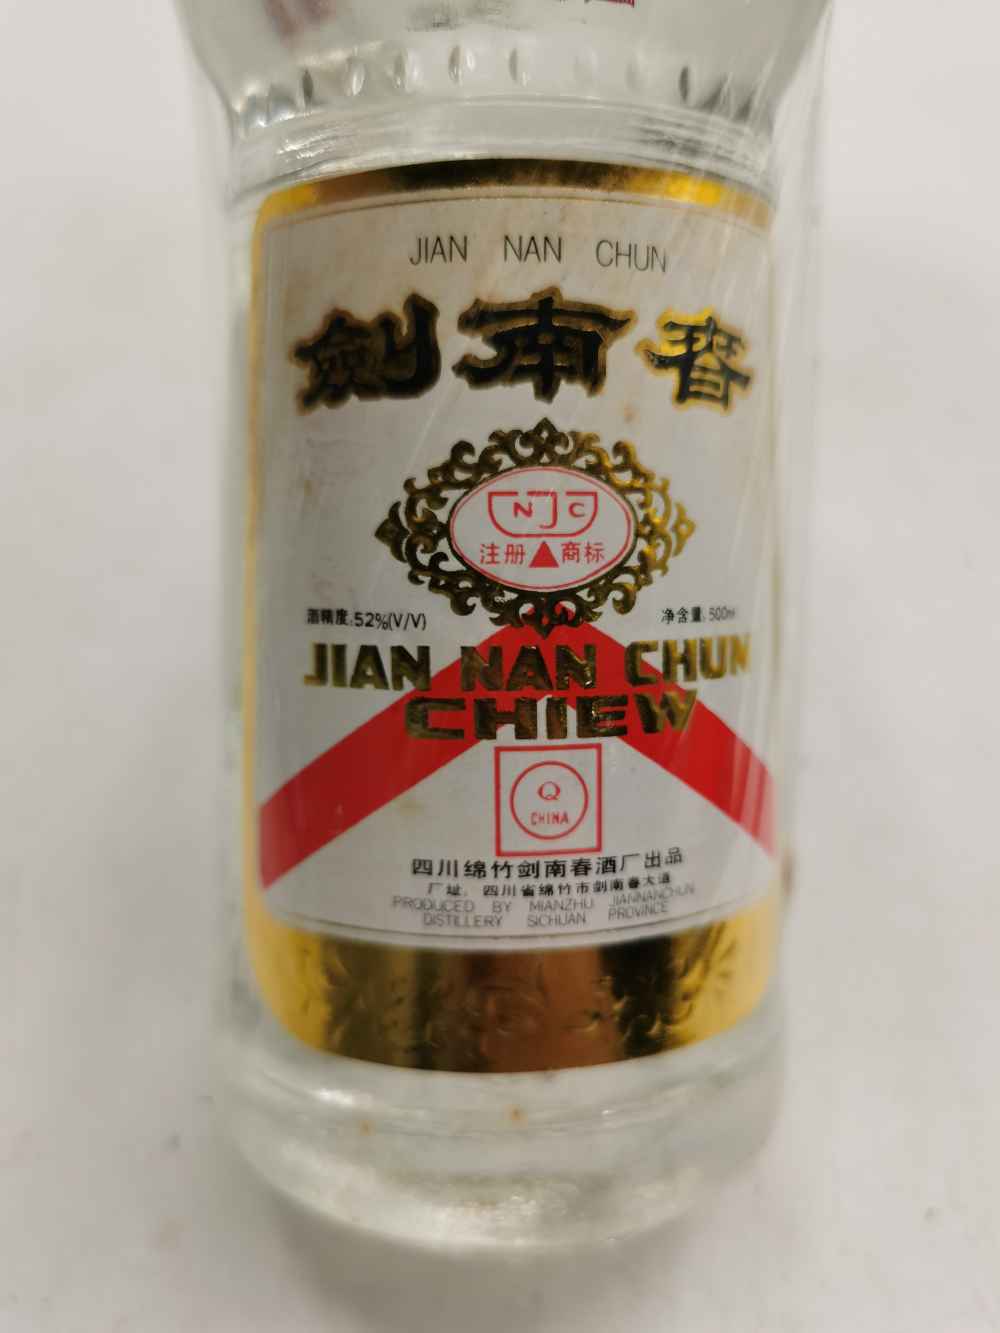 JIAN NAN CHUN
劍南春
NJC
注册 商标
酒精度:52%(V/V) 净含量:500ml
JIAN NAN CHUN
CHIEW
Q
CHINA
四川绵竹剑南春酒厂出品
厂址:四川省绵竹市剑南春大道
PRODUCED BY MIANZHU JIANNANCHUN
DISTILLERY SICHUAN PROVINCE